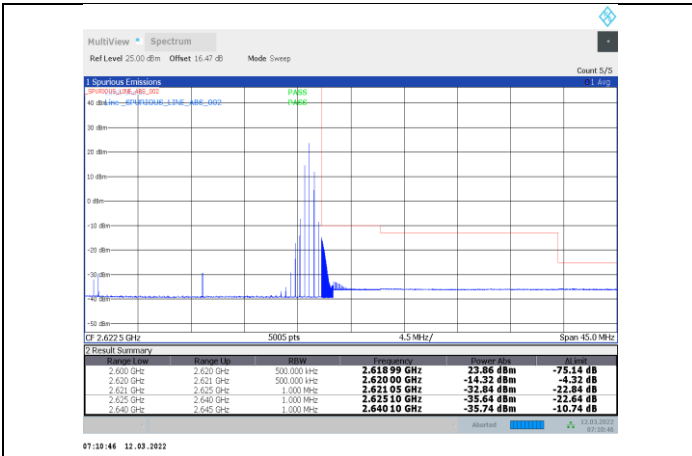 MultiView Spectrum
Ref Level 25.00 dBm Offset 16.47 dB Mode Sweep
Count 5/5
1 Spurious Emissions 1 Avg
_SPURIOUS_LINE_ABS_002 PASS
40 dBm Line _SPURIOUS_LINE_ABS_002 PASS
30 dBm
20 dBm
10 dBm
0 dBm
-10 dBm
-20 dBm
-30 dBm
-40 dBm
-50 dBm
CF 2.6225 GHz 5005 pts 4.5 MHz/ Span 45.0 MHz
2 Result Summary
Range Low Range Up RBW Frequency Power Abs ΔLimit
2.600 GHz 2.620 GHz 500.000 kHz 2.618 99 GHz 23.86 dBm -75.14 dB
2.620 GHz 2.621 GHz 500.000 kHz 2.620 00 GHz -14.32 dBm -4.32 dB
2.621 GHz 2.625 GHz 1.000 MHz 2.621 05 GHz -32.84 dBm -22.84 dB
2.625 GHz 2.640 GHz 1.000 MHz 2.625 10 GHz -35.64 dBm -22.64 dB
2.640 GHz 2.645 GHz 1.000 MHz 2.640 10 GHz -35.74 dBm -10.74 dB
Aborted 12.03.2022
07:10:46
07:10:46 12.03.2022